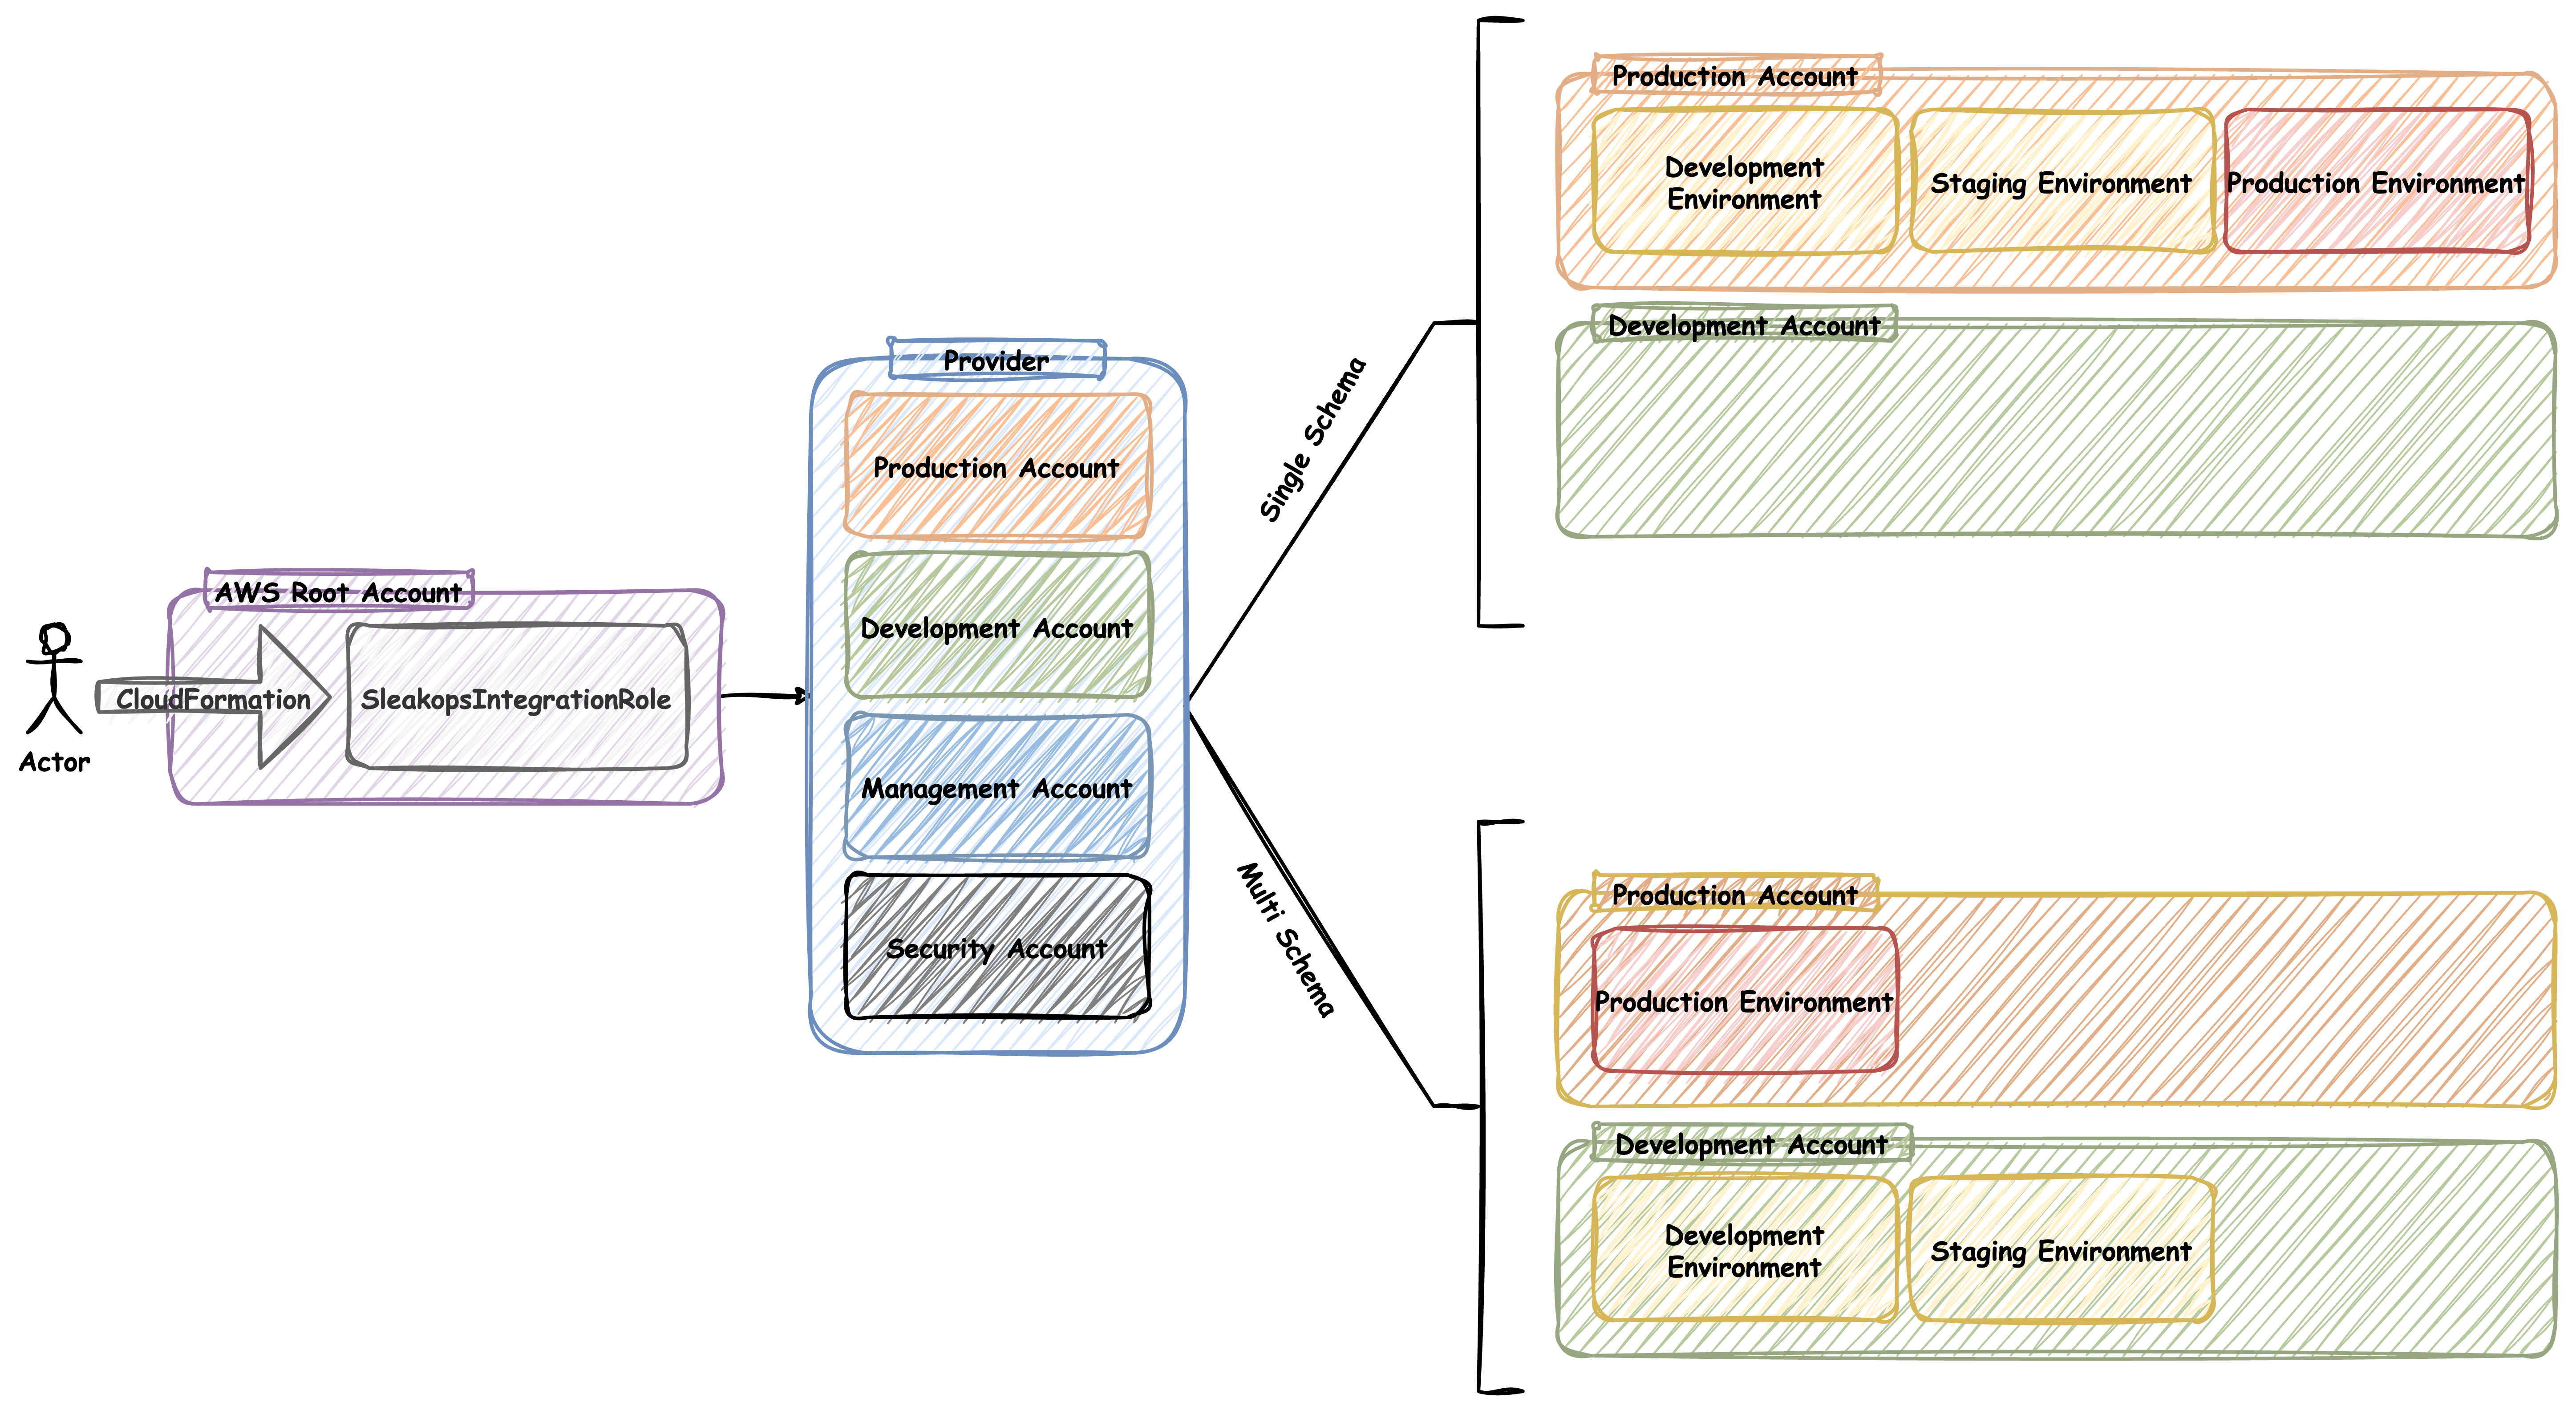 Actor
CloudFormation
AWS Root Account
SleakopsIntegrationRole
Provider
Production Account
Development Account
Management Account
Security Account
Single Schema
Production Account
Development
Environment
Staging Environment
Production Environment
Development Account
Multi Schema
Production Account
Production Environment
Development Account
Development
Environment
Staging Environment